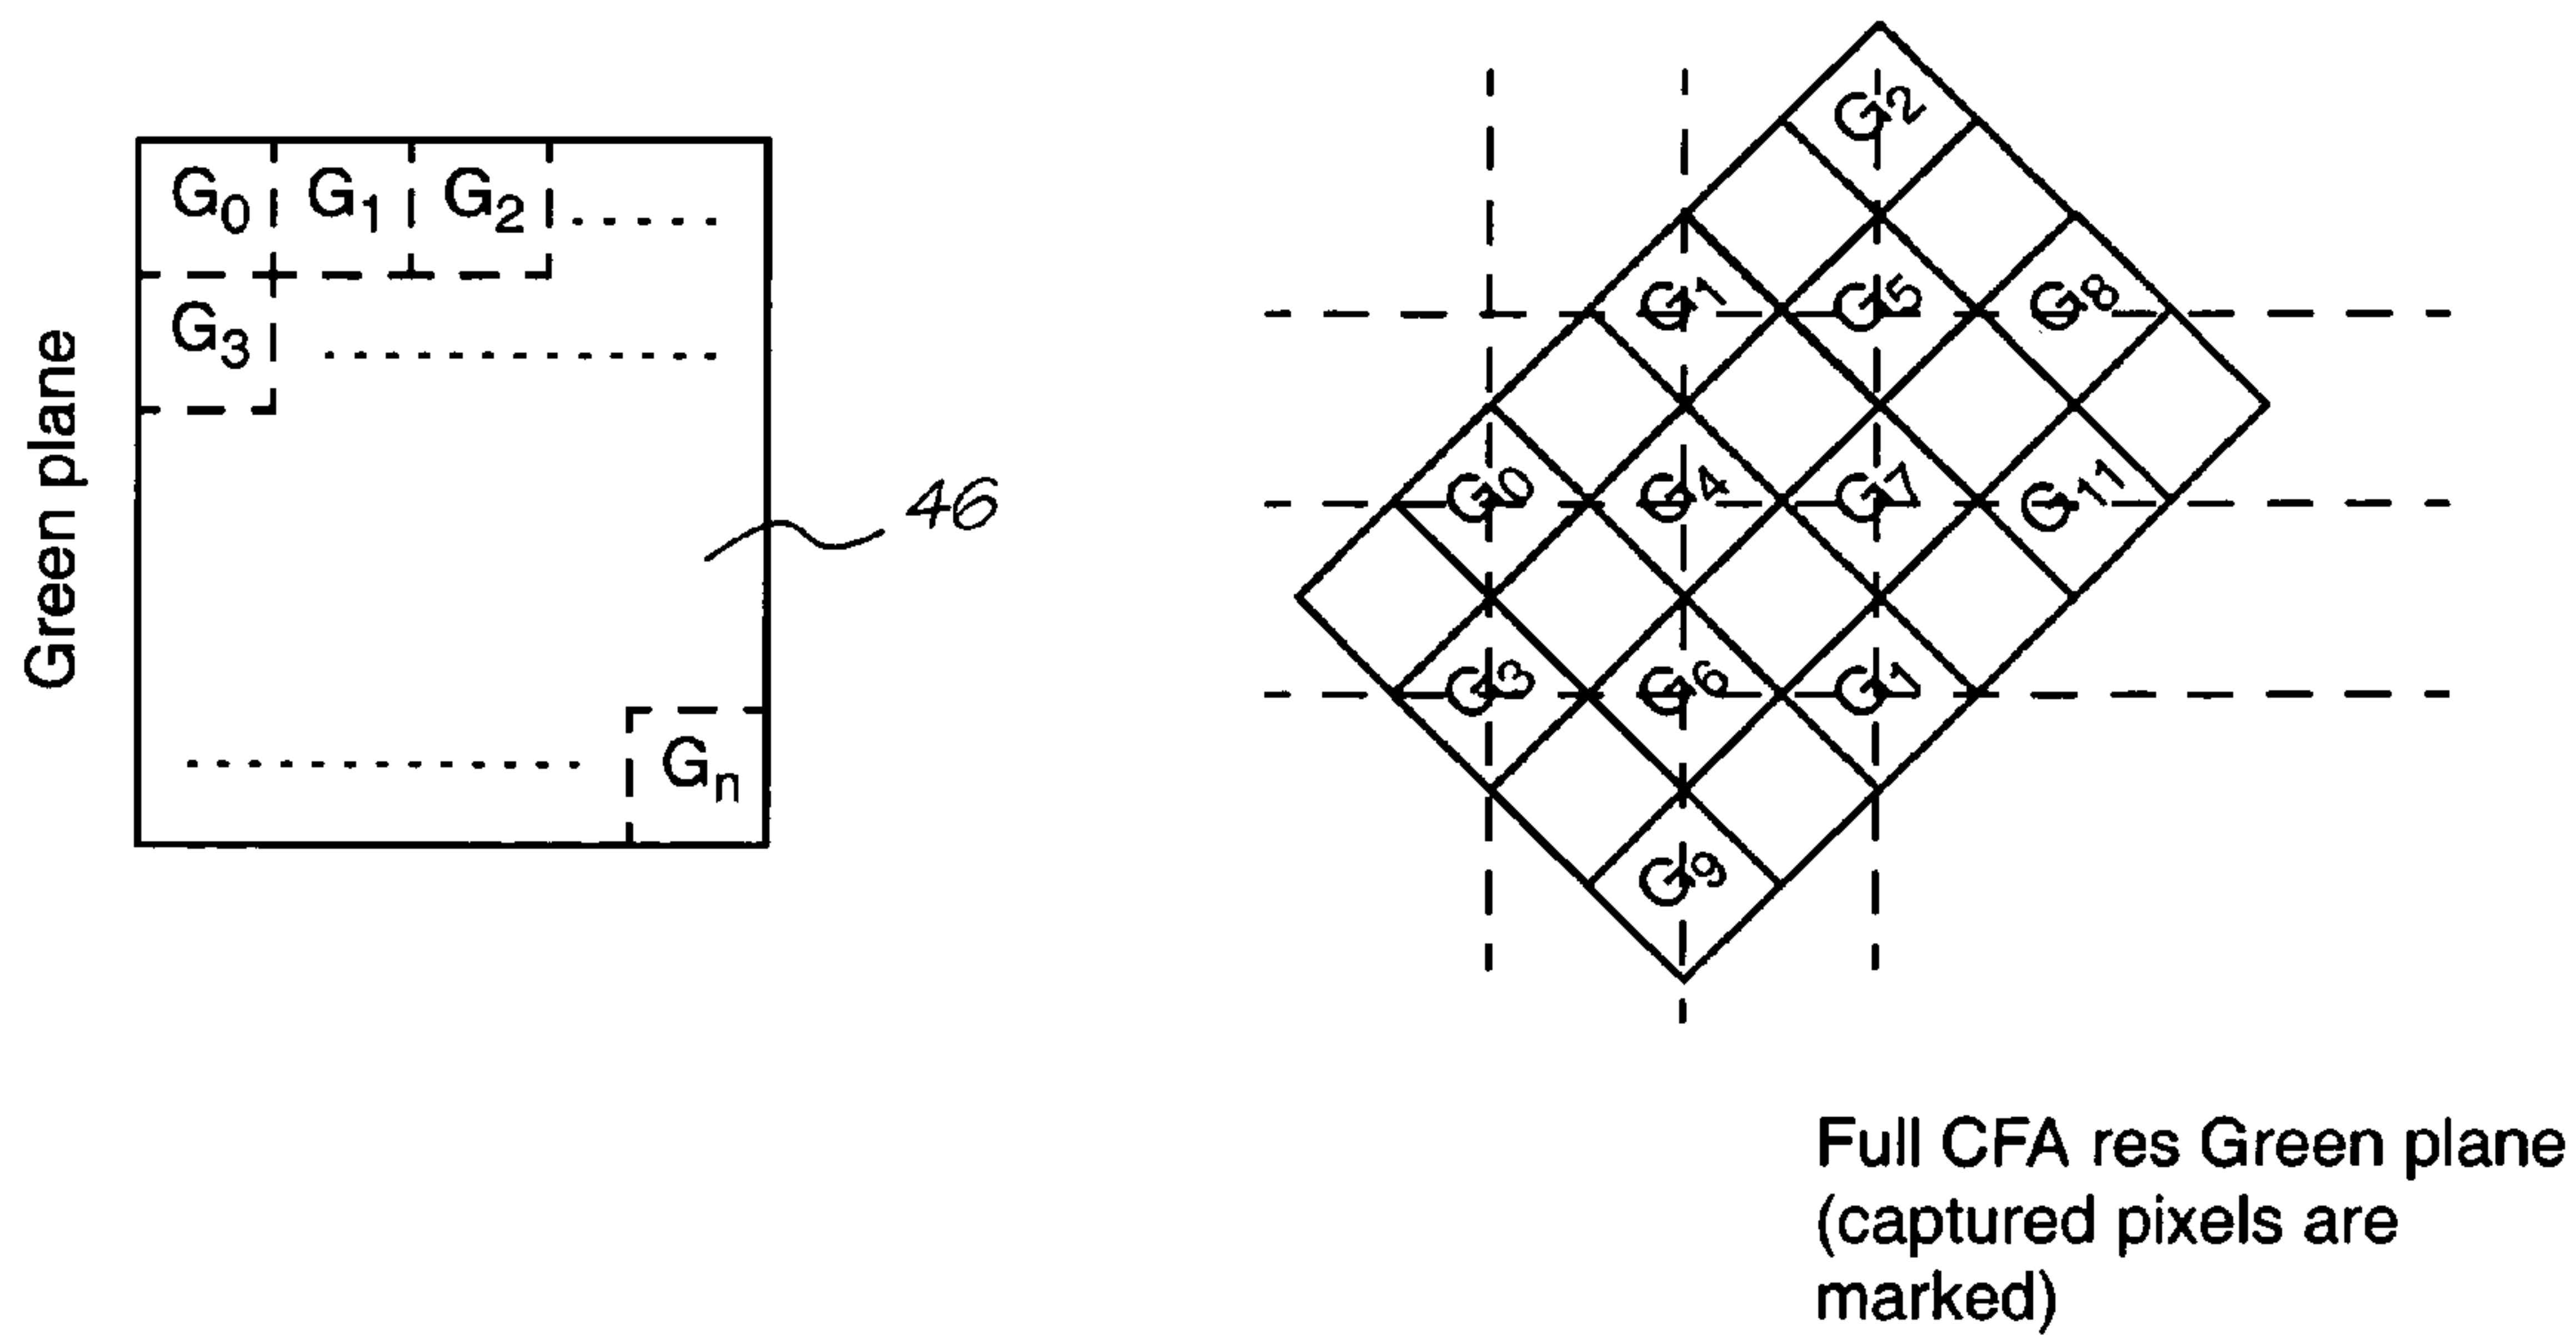 Green plane
G0 G1 G2
G3
Gn
46
G2
G1 G5 G8
G0 G4 G7 G11
G3 G6 G1
G9
Full CFA res Green plane
(captured pixels are
marked)